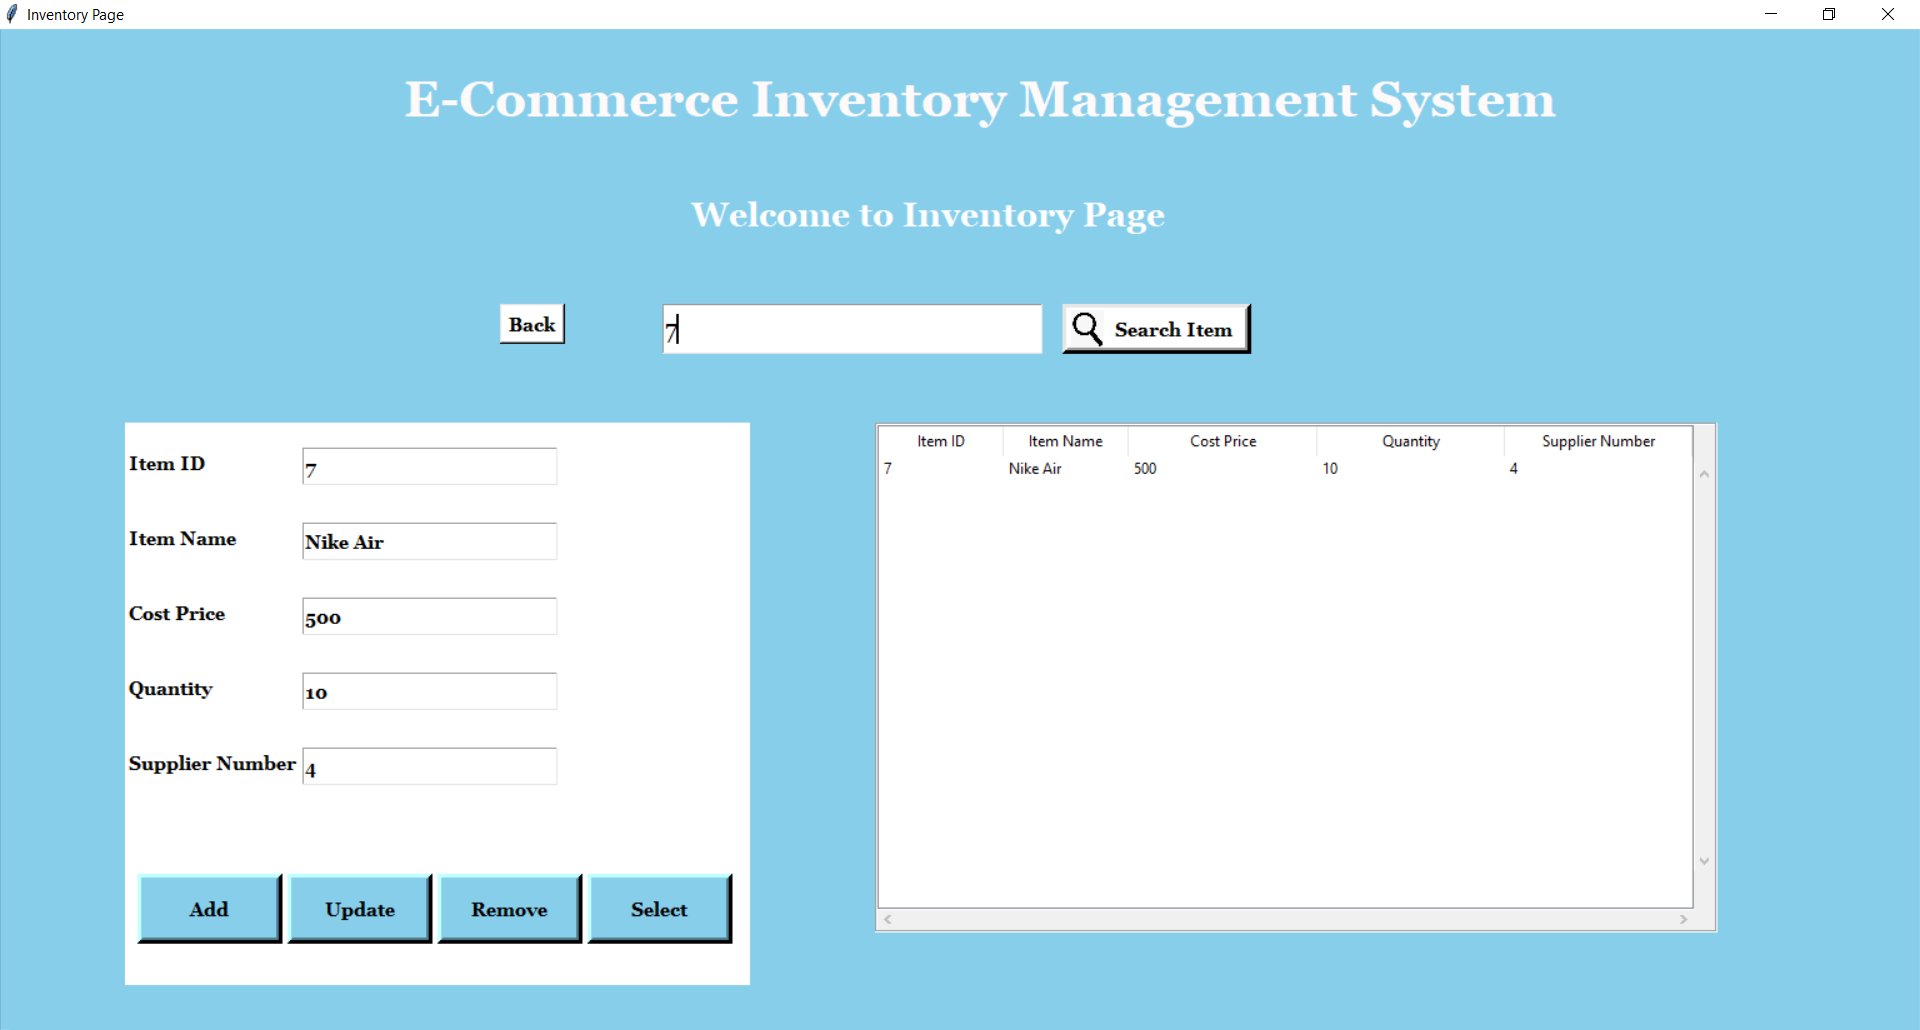 Inventory Page
E-Commerce Inventory Management System
Welcome to Inventory Page
Back
7
Search Item
Item ID
7
Item Name
Nike Air
Cost Price
500
Quantity
10
Supplier Number
4
Add Update Remove Select
Item ID Item Name Cost Price Quantity Supplier Number
7 Nike Air 500 10 4